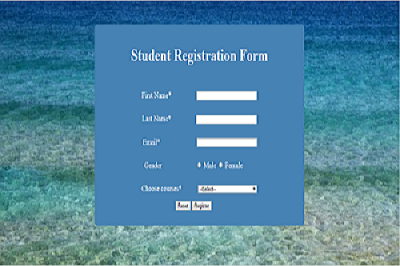 Student Registration Form
First Name*
Last Name*
Email*
Gender Male Female
Choose courses* --Select--
Reset Register